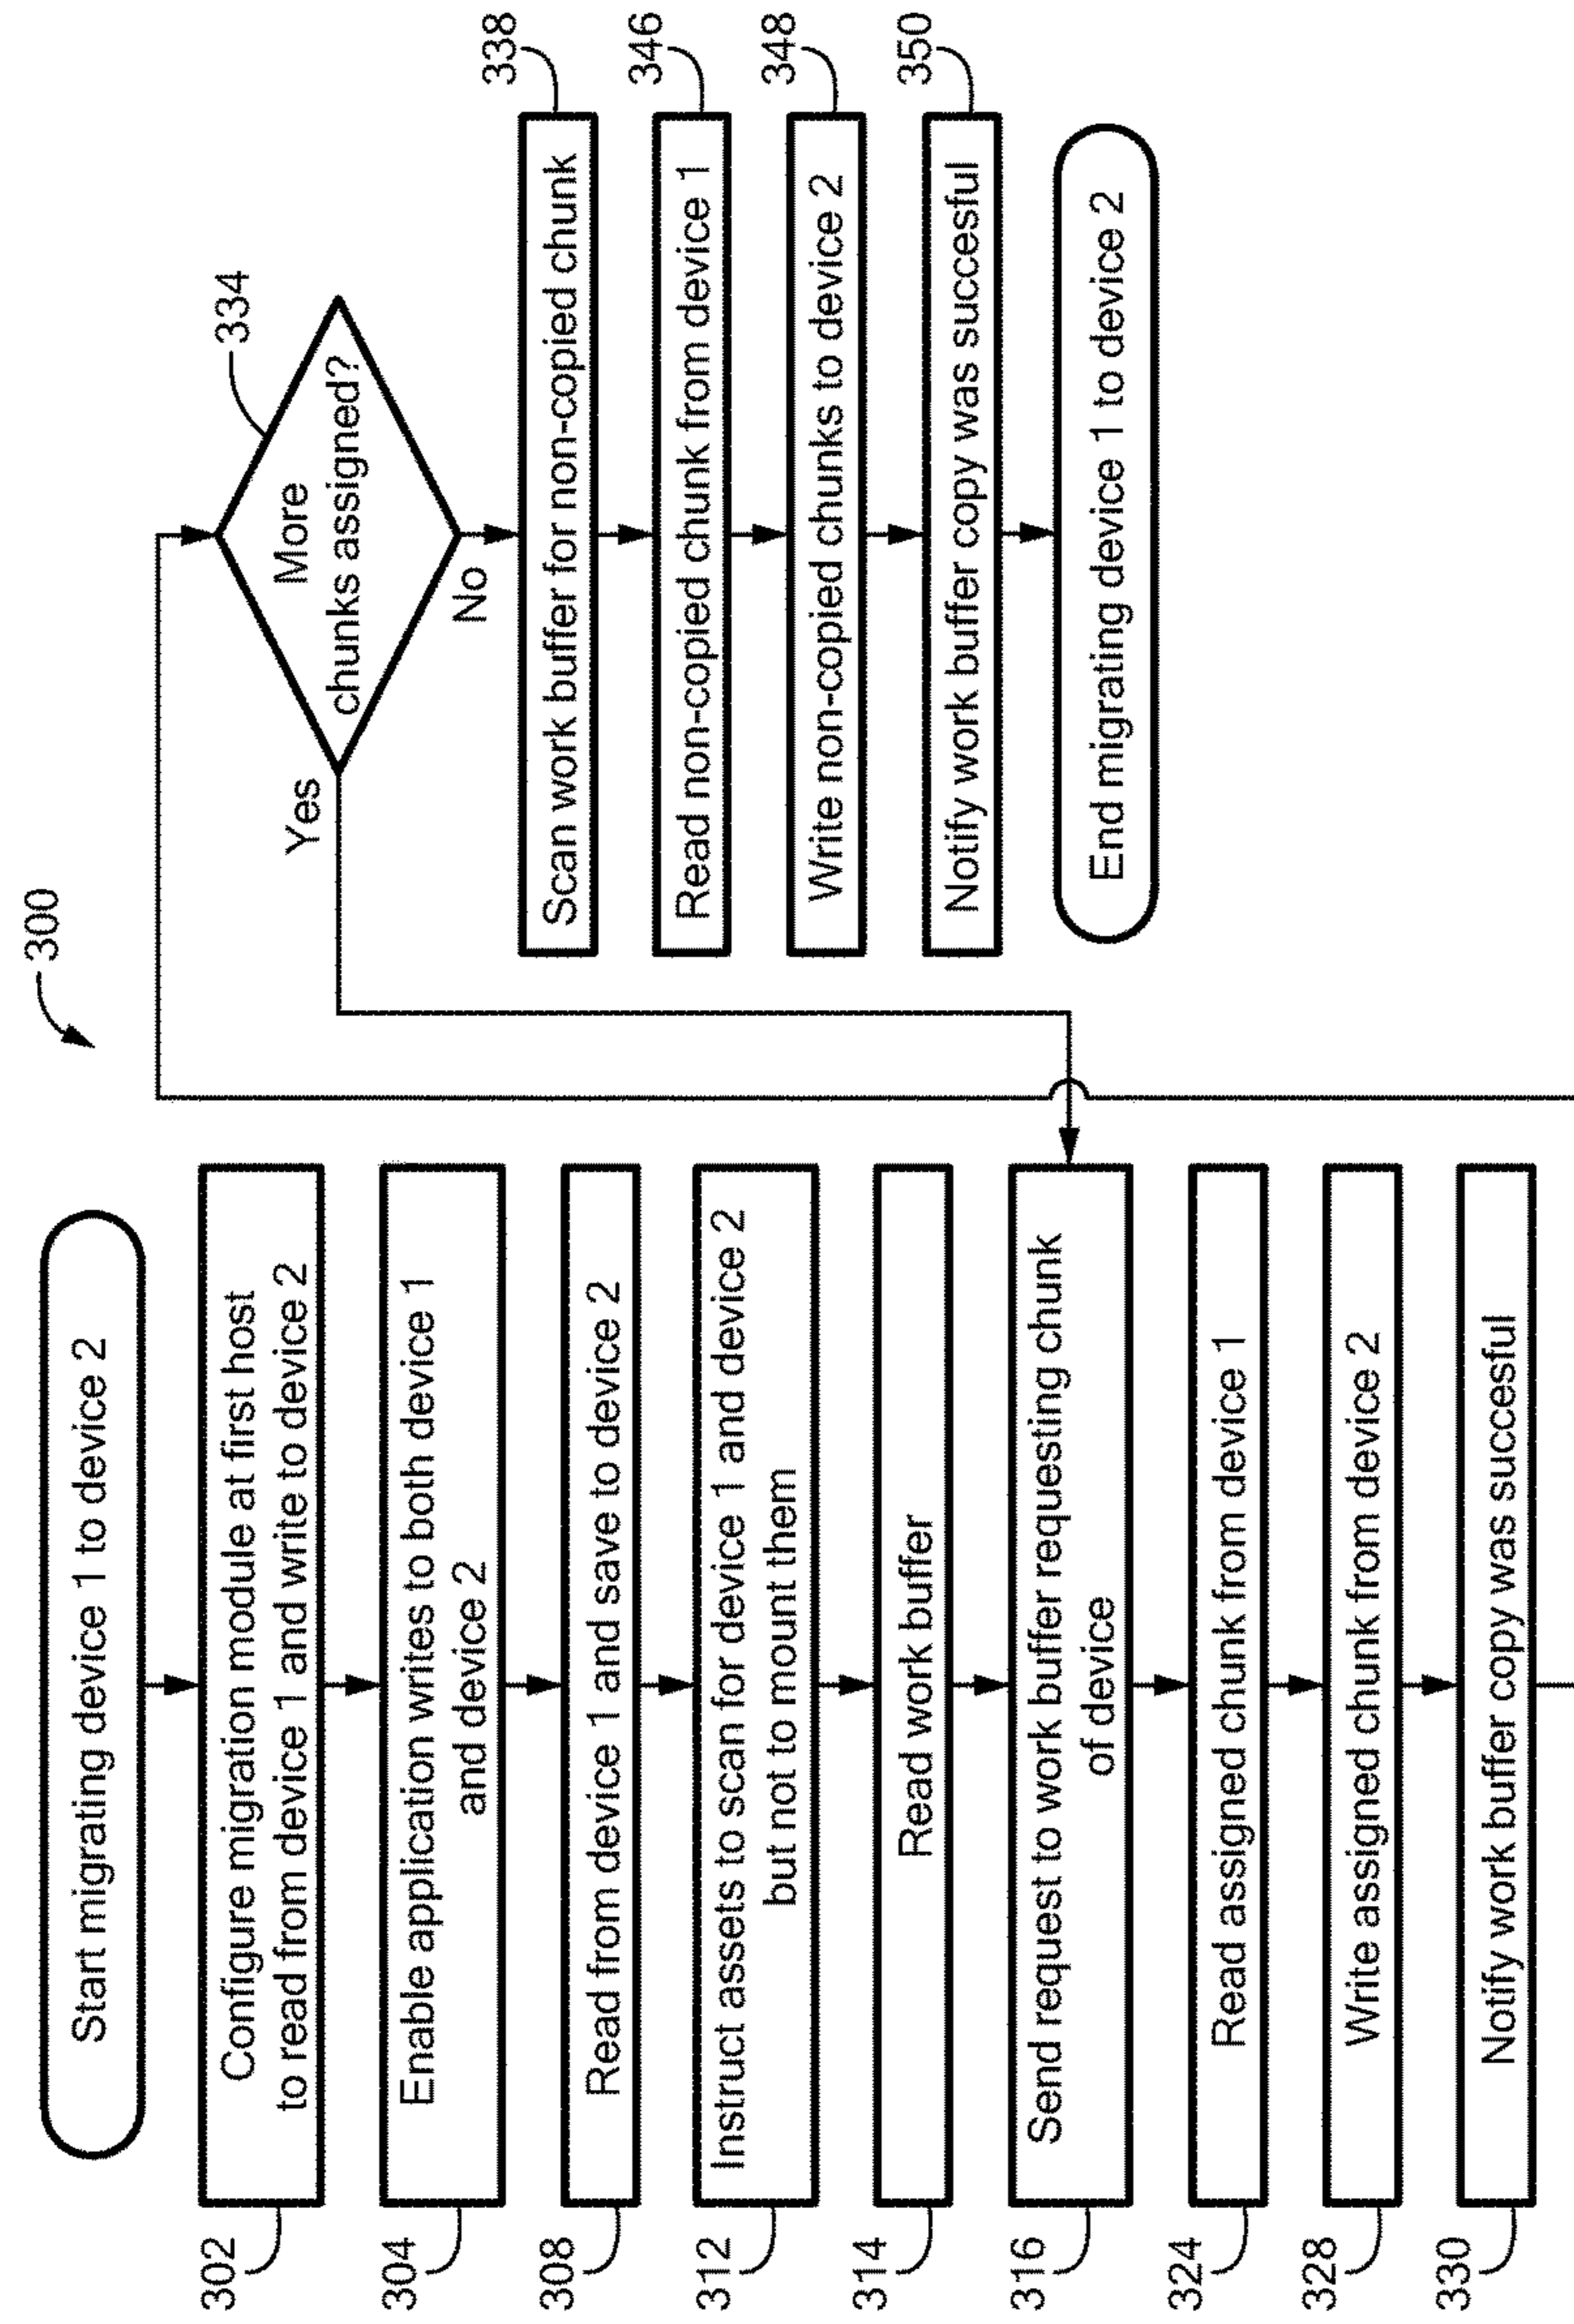 300
Start migrating device 1 to device 2
302
Configure migration module at first host
to read from device 1 and write to device 2
304
Enable application writes to both device 1
and device 2
308
Read from device 1 and save to device 2
312
Instruct assets to scan for device 1 and device 2
but not to mount them
314
Read work buffer
316
Send request to work buffer requesting chunk
of device
324
Read assigned chunk from device 1
328
Write assigned chunk from device 2
330
Notify work buffer copy was succesful
334
More
chunks assigned?
Yes
No
338
Scan work buffer for non-copied chunk
346
Read non-copied chunk from device 1
348
Write non-copied chunks to device 2
350
Notify work buffer copy was succesful
End migrating device 1 to device 2